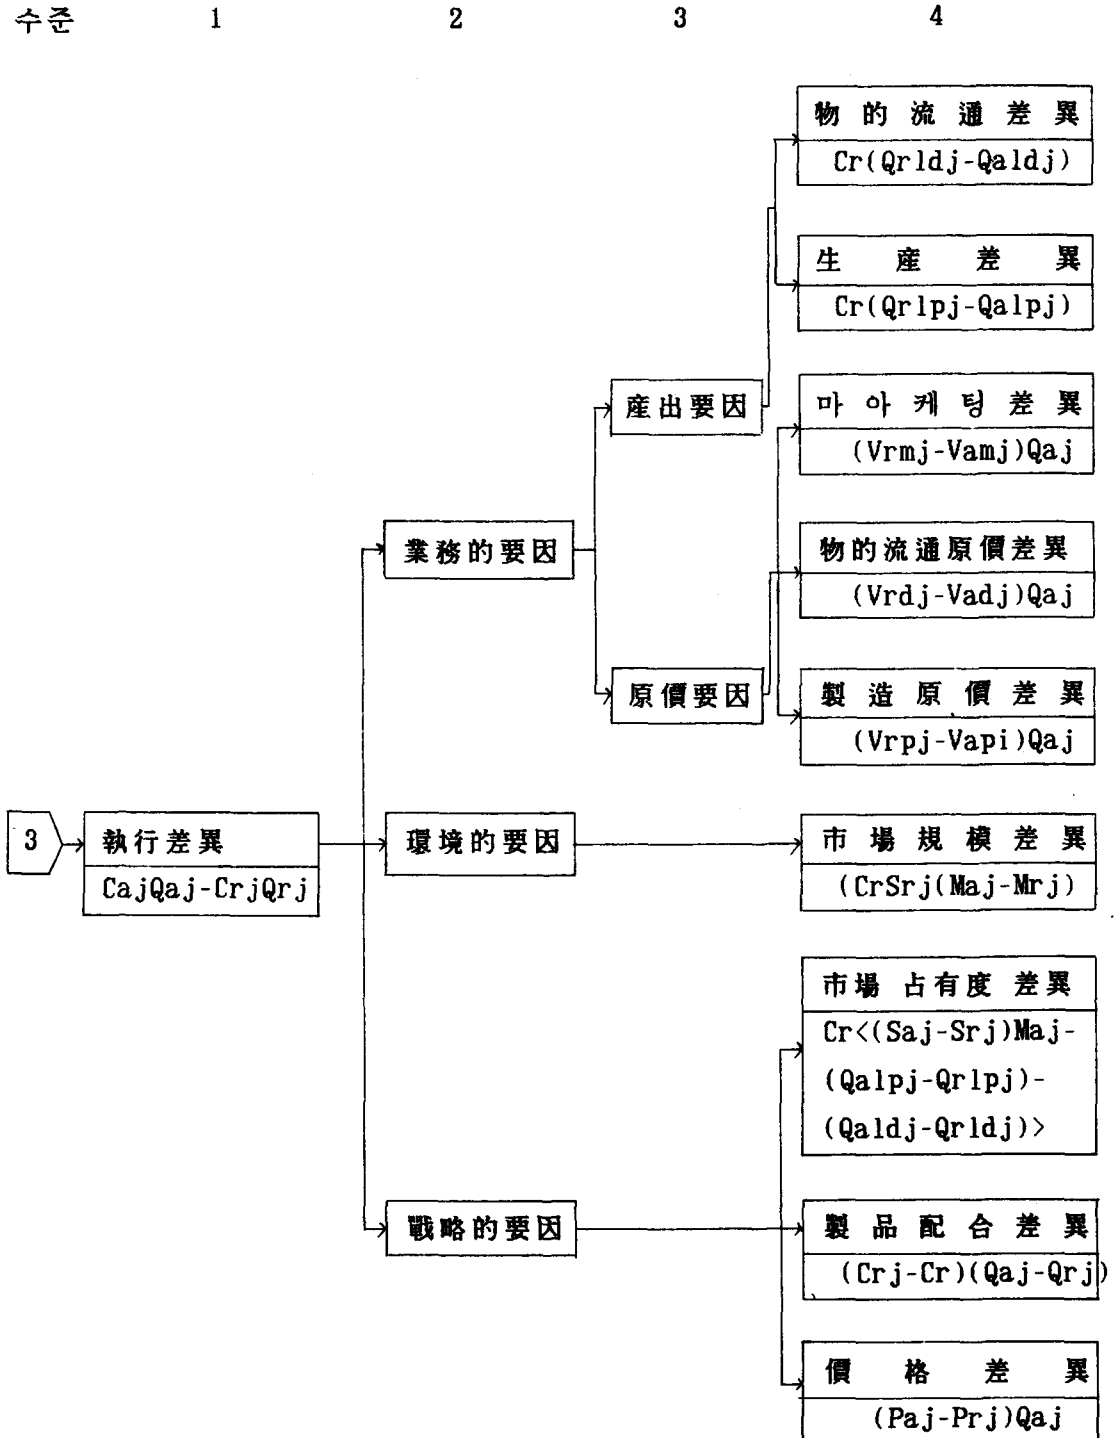 수준 1 2 3 4
物的流通差異
Cr(Qrldj-Qaldj)
生産差異
Cr(Qrlpj-Qalpj)
産出要因
마아케팅差異
(Vrmj-Vamj)Qaj
業務的要因
物的流通原價差異
(Vrdj-Vadj)Qaj
原價要因
製造原價差異
(Vrpj-Vapi)Qaj
3
執行差異
CajQaj-CrjQrj
環境的要因
市場規模差異
(CrSrj(Maj-Mrj)
市場 占有度 差異
Cr<(Saj-Srj)Maj-
(Qalpj-Qrlpj)-
(Qaldj-Qrldj)>
戰略的要因
製品配合差異
(Crj-Cr)(Qaj-Qrj)
價格差異
(Paj-Prj)Qaj